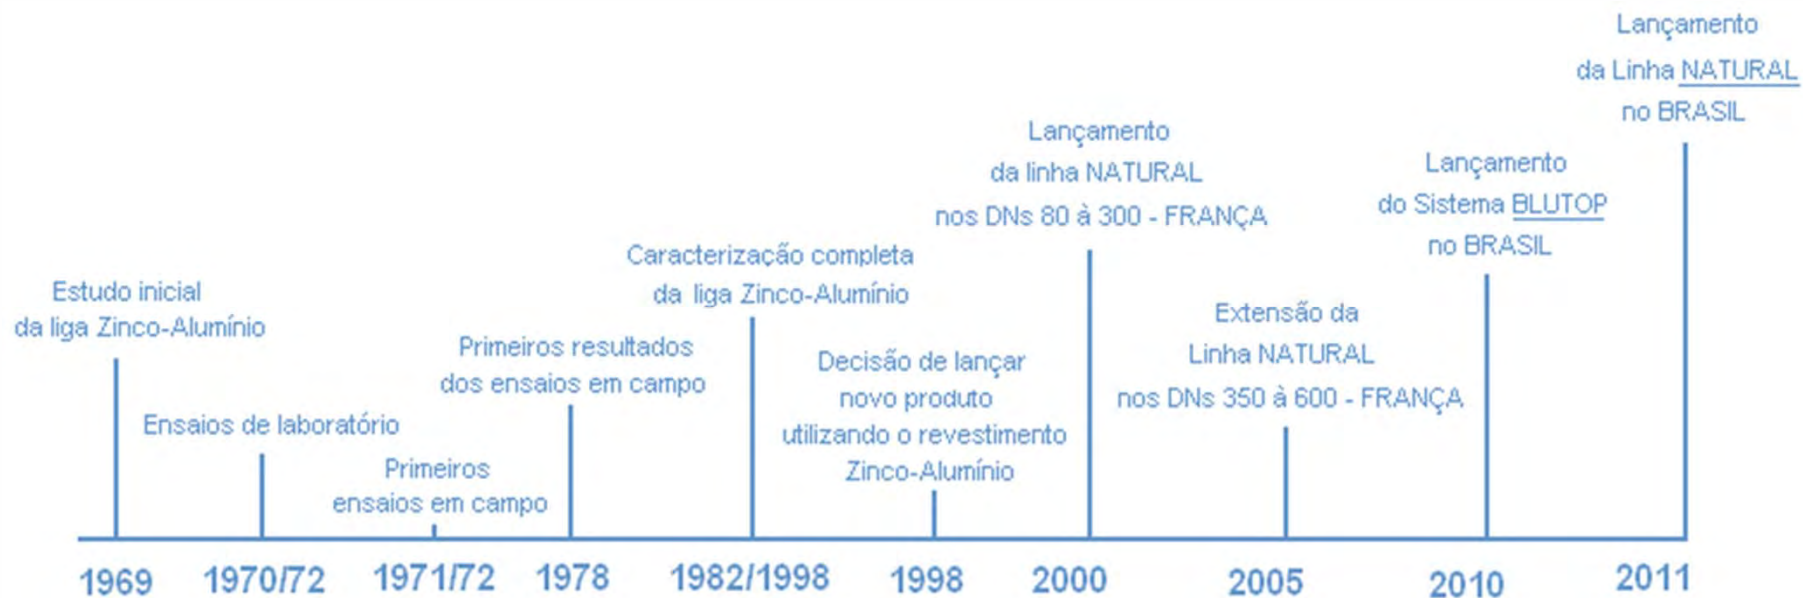 Estudo inicial
da liga Zinco-Alumínio
Ensaios de laboratório
Primeiros
ensaios em campo
Primeiros resultados
dos ensaios em campo
Caracterização completa
da liga Zinco-Alumínio
Decisão de lançar
novo produto
utilizando o revestimento
Zinco-Alumínio
Lançamento
da linha NATURAL
nos DNs 80 à 300 - FRANÇA
Extensão da
Linha NATURAL
nos DNs 350 à 600 - FRANÇA
Lançamento
do Sistema BLUTOP
no BRASIL
Lançamento
da Linha NATURAL
no BRASIL
1969 1970/72 1971/72 1978 1982/1998 1998 2000 2005 2010 2011